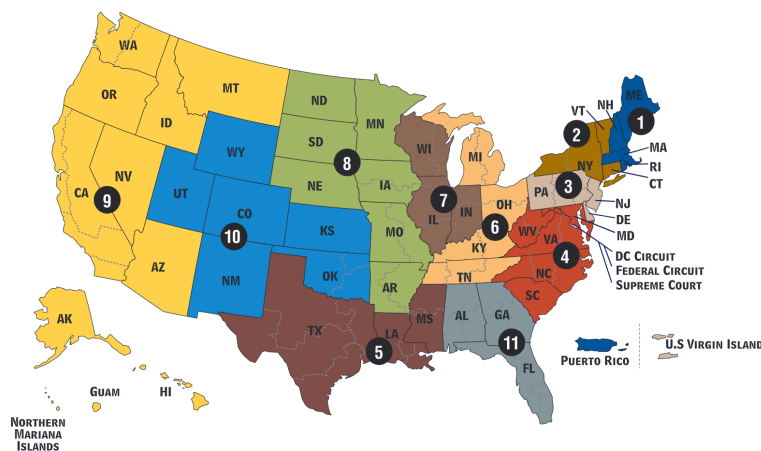 WA
MT
ND
MN
ME
VT
NH
1
OR
ID
SD
WI
MI
2
NY
MA
RI
CT
WY
8
IA
PA
3
NJ
NV
UT
NE
7
OH
DE
MD
CA
9
CO
IL
IN
6
WV
VA
DC Circuit
Federal Circuit
Supreme Court
10
KS
MO
KY
4
AZ
NM
OK
AR
TN
NC
SC
AK
TX
LA
MS
AL
GA
5
11
FL
Puerto Rico
U.S Virgin Island
Guam
HI
Northern
Mariana
Islands